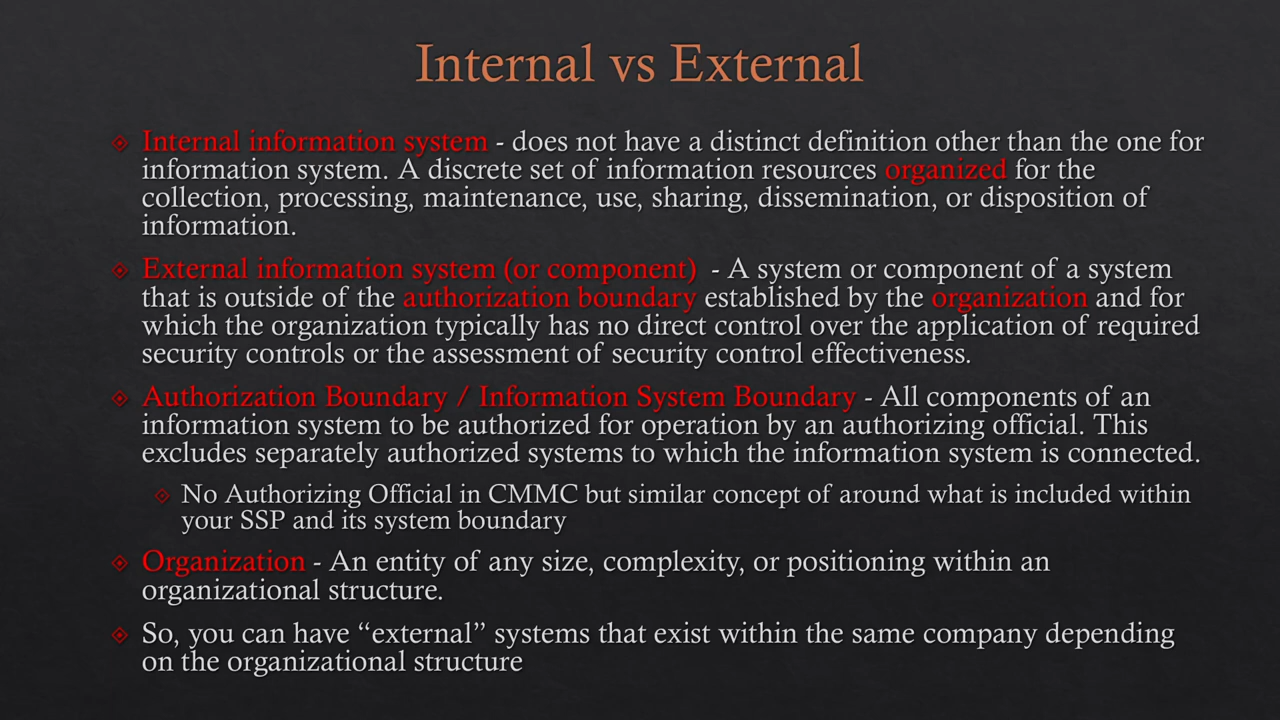 Internal vs External
Internal information system - does not have a distinct definition other than the one for
information system. A discrete set of information resources organized for the
collection, processing, maintenance, use, sharing, dissemination, or disposition of
information.
External information system (or component)  - A system or component of a system
that is outside of the authorization boundary established by the organization and for
which the organization typically has no direct control over the application of required
security controls or the assessment of security control effectiveness.
Authorization Boundary / Information System Boundary - All components of an
information system to be authorized for operation by an authorizing official. This
excludes separately authorized systems to which the information system is connected.
No Authorizing Official in CMMC but similar concept of around what is included within
your SSP and its system boundary
Organization - An entity of any size, complexity, or positioning within an
organizational structure.
So, you can have “external” systems that exist within the same company depending
on the organizational structure